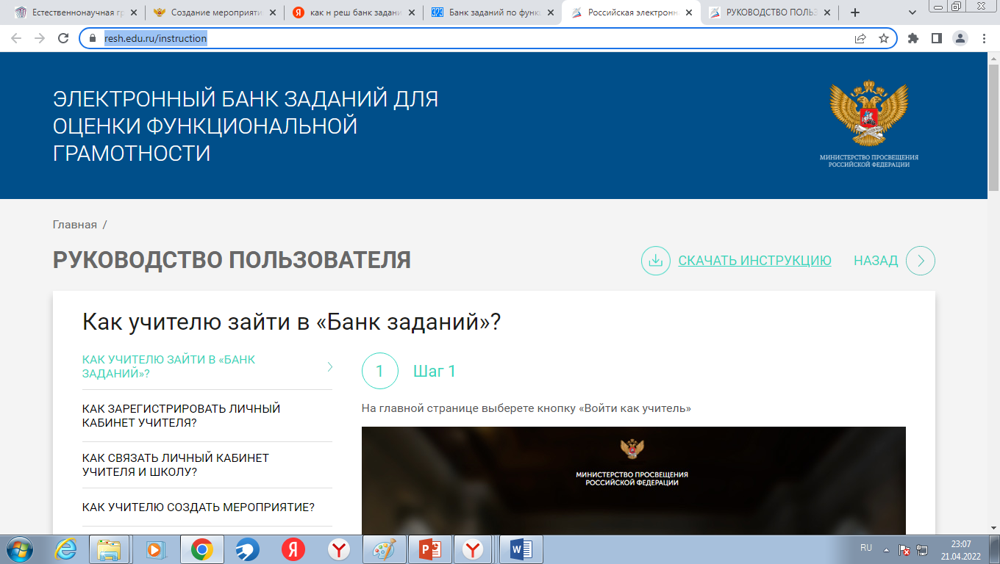 Естественнонаучная гр
Создание мероприяти
как н реш банк задани
Банк заданий по функ
Российская электронн
РУКОВОДСТВО ПОЛЬЗ
resh.edu.ru/instruction
ЭЛЕКТРОННЫЙ БАНК ЗАДАНИЙ ДЛЯ
ОЦЕНКИ ФУНКЦИОНАЛЬНОЙ
ГРАМОТНОСТИ
МИНИСТЕРСТВО ПРОСВЕЩЕНИЯ
РОССИЙСКОЙ ФЕДЕРАЦИИ
Главная /
РУКОВОДСТВО ПОЛЬЗОВАТЕЛЯ
СКАЧАТЬ ИНСТРУКЦИЮ
НАЗАД
Как учителю зайти в «Банк заданий»?
КАК УЧИТЕЛЮ ЗАЙТИ В «БАНК
ЗАДАНИЙ»?
КАК ЗАРЕГИСТРИРОВАТЬ ЛИЧНЫЙ
КАБИНЕТ УЧИТЕЛЯ?
КАК СВЯЗАТЬ ЛИЧНЫЙ КАБИНЕТ
УЧИТЕЛЯ И ШКОЛУ?
КАК УЧИТЕЛЮ СОЗДАТЬ МЕРОПРИЯТИЕ?
1 Шаг 1
На главной странице выберете кнопку «Войти как учитель»
МИНИСТЕРСТВО ПРОСВЕЩЕНИЯ
РОССИЙСКОЙ ФЕДЕРАЦИИ
RU
23:07
21.04.2022